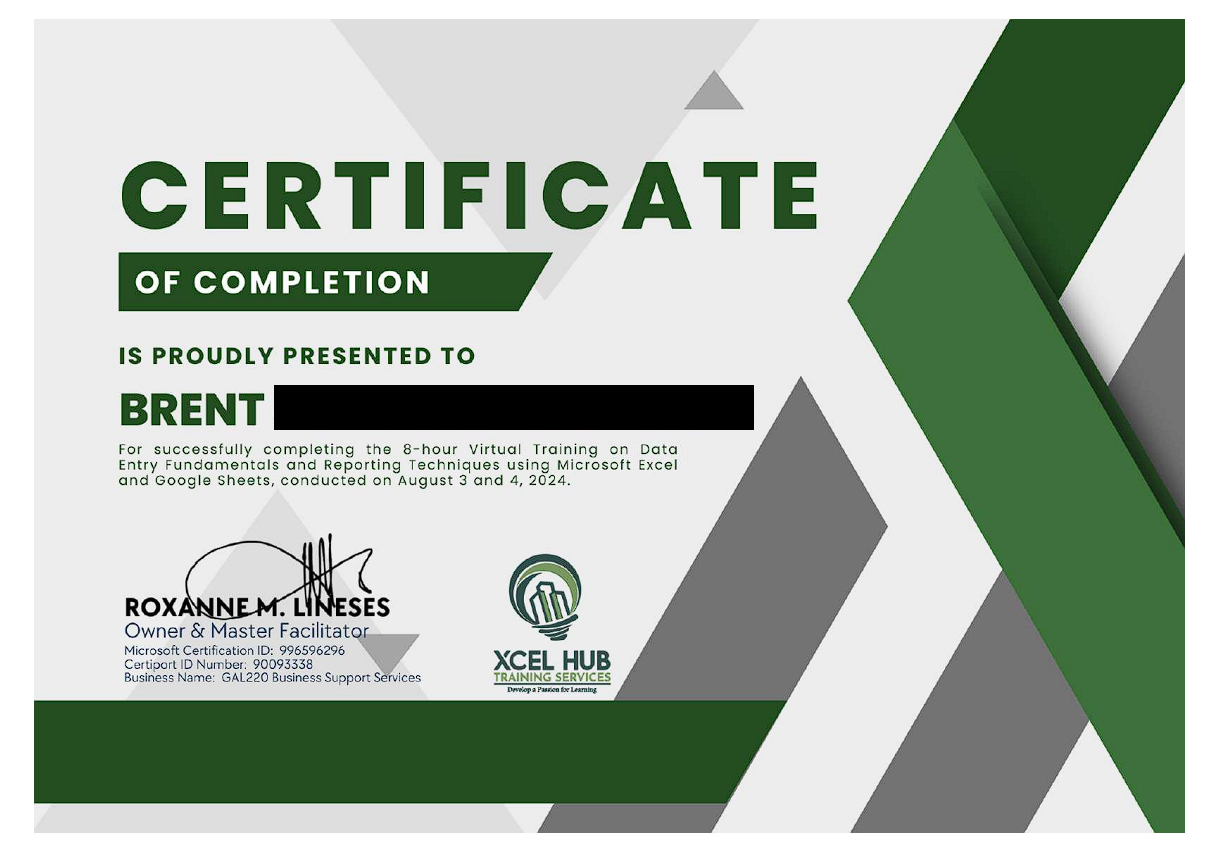 CERTIFICATE
OF COMPLETION
IS PROUDLY PRESENTED TO
BRENT
For successfully completing the 8-hour Virtual Training on Data
Entry Fundamentals and Reporting Techniques using Microsoft Excel
and Google Sheets, conducted on August 3 and 4, 2024.
ROXANNE M. LINESES
Owner & Master Facilitator
Microsoft Certification ID: 996596296
Certiport ID Number: 90093338
Business Name: GAL220 Business Support Services
XCEL HUB
TRAINING SERVICES
Develop a Passion for Learning